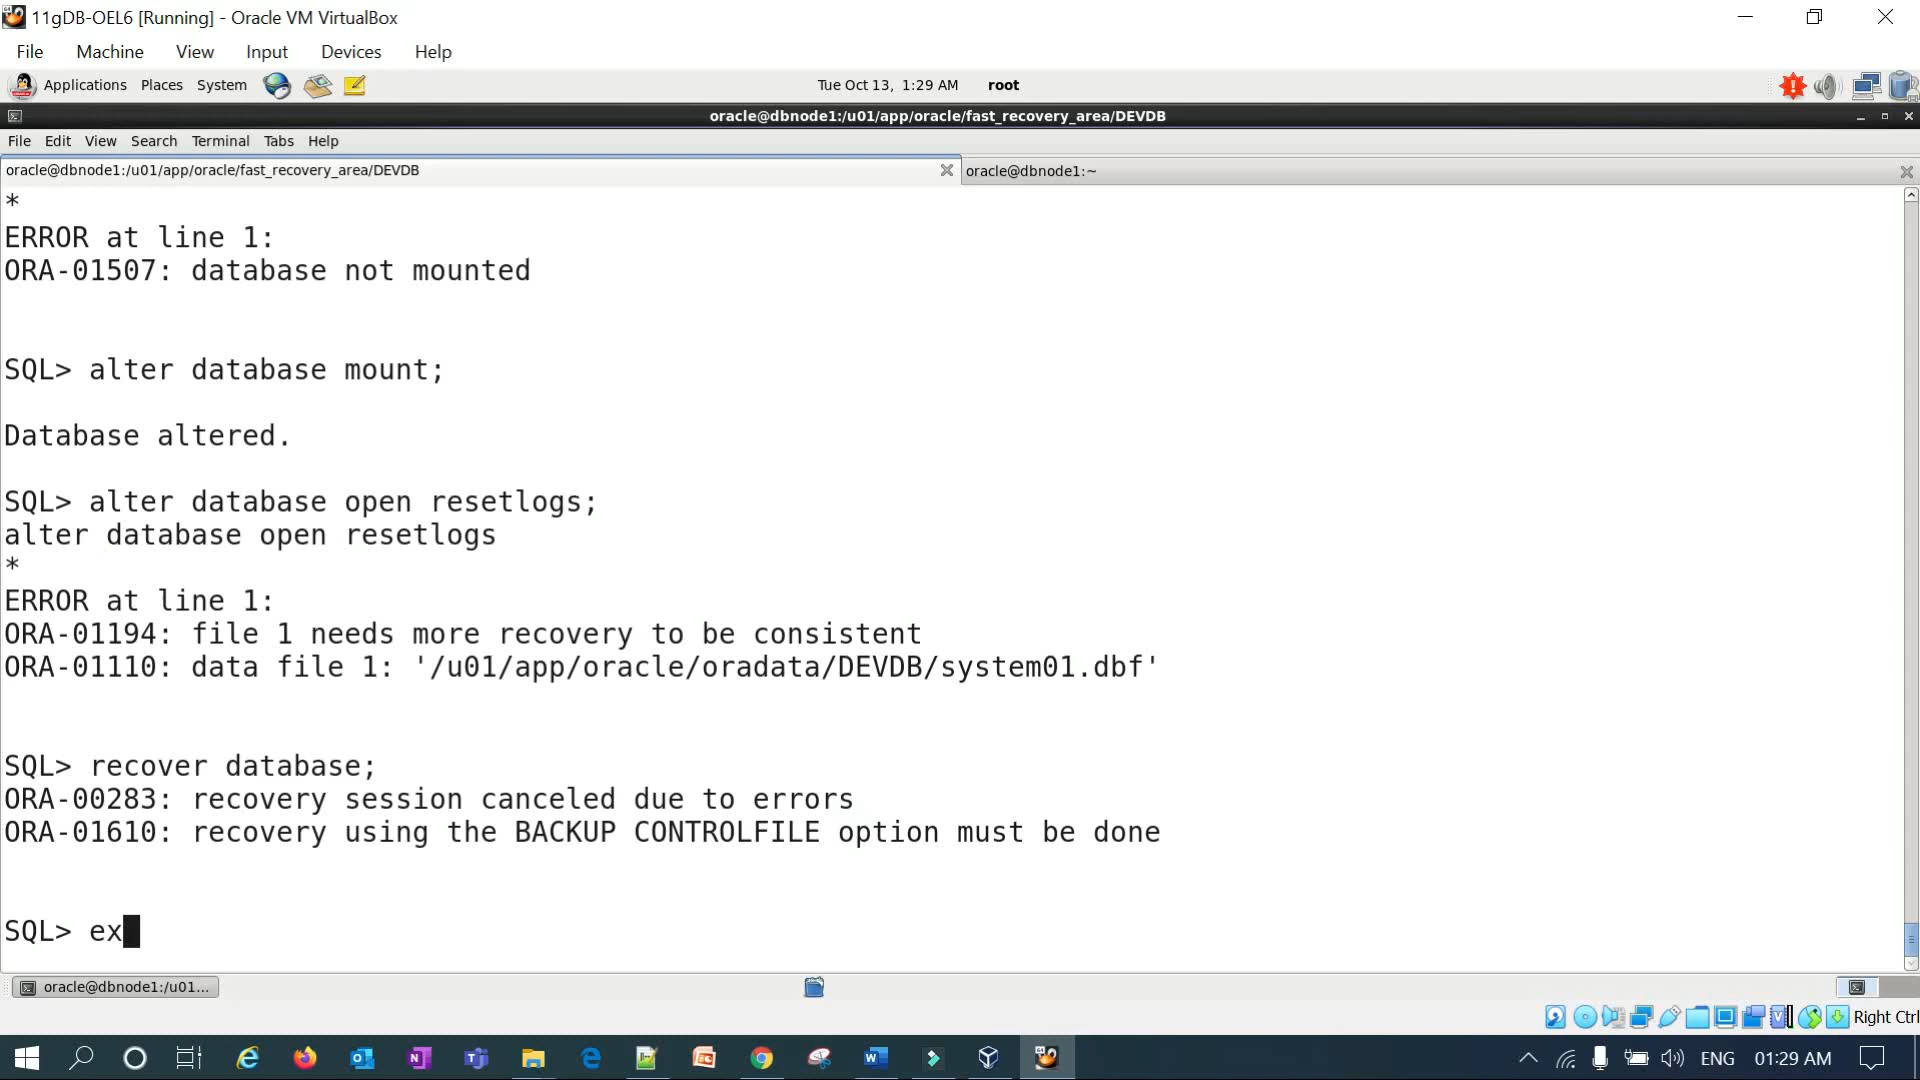 11gDB-OEL6 [Running] - Oracle VM VirtualBox
File Machine View Input Devices Help
Applications Places System Tue Oct 13, 1:29 AM root
oracle@dbnode1:/u01/app/oracle/fast_recovery_area/DEVDB
File Edit View Search Terminal Tabs Help
oracle@dbnode1:/u01/app/oracle/fast_recovery_area/DEVDB oracle@dbnode1:~
*
ERROR at line 1:
ORA-01507: database not mounted
SQL> alter database mount;
Database altered.
SQL> alter database open resetlogs;
alter database open resetlogs
*
ERROR at line 1:
ORA-01194: file 1 needs more recovery to be consistent
ORA-01110: data file 1: '/u01/app/oracle/oradata/DEVDB/system01.dbf'
SQL> recover database;
ORA-00283: recovery session canceled due to errors
ORA-01610: recovery using the BACKUP CONTROLFILE option must be done
SQL> ex
oracle@dbnode1:/u01...
Right Ctrl
ENG 01:29 AM